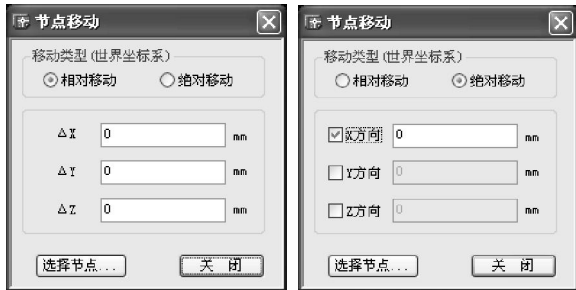 节点移动
移动类型(世界坐标系)
相对移动 绝对移动
ΔX 0 mm
ΔY 0 mm
ΔZ 0 mm
选择节点... 关 闭
节点移动
移动类型(世界坐标系)
相对移动 绝对移动
X方向 0 mm
Y方向 0 mm
Z方向 0 mm
选择节点... 关 闭